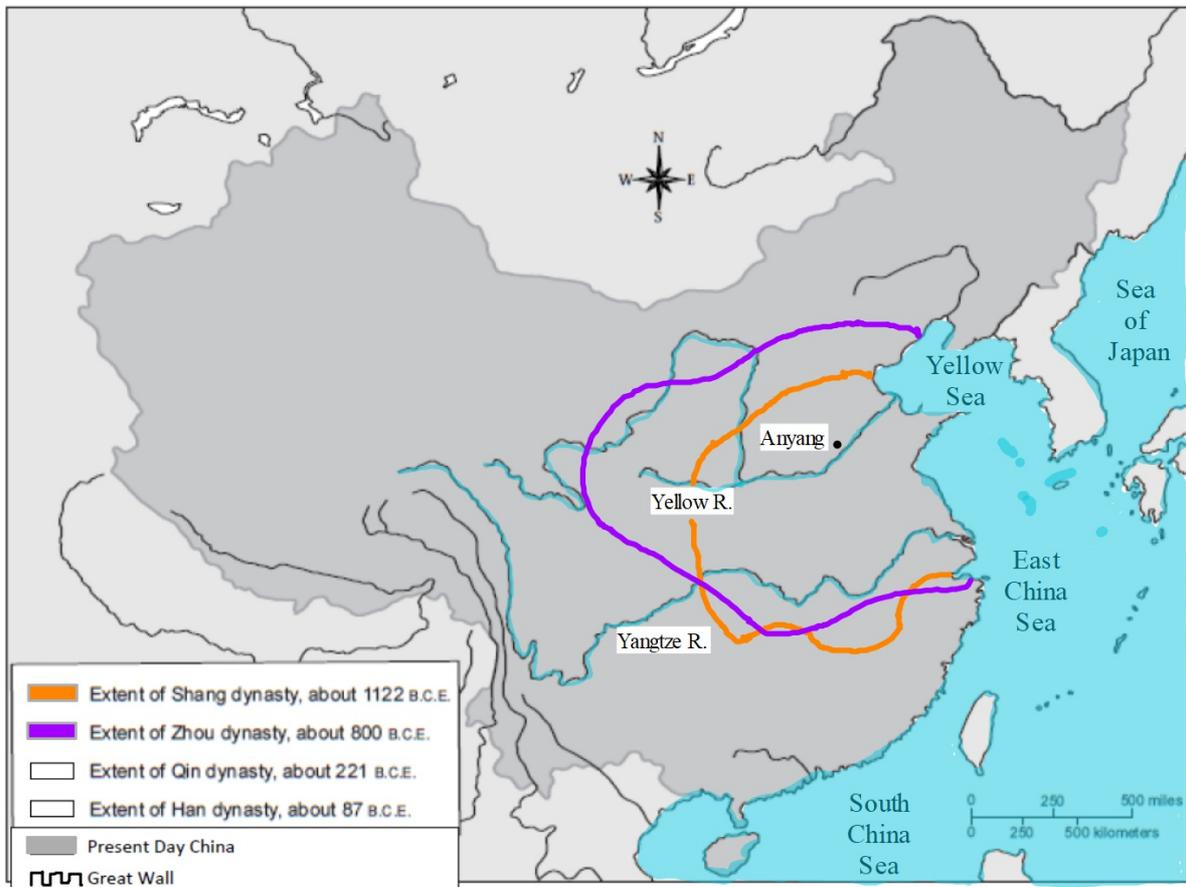 N
W E
S
Sea
of
Japan
Yellow
Sea
Anyang
Yellow R.
East
China
Sea
Yangtze R.
Extent of Shang dynasty, about 1122 B.C.E.
Extent of Zhou dynasty, about 800 B.C.E.
Extent of Qin dynasty, about 221 B.C.E.
Extent of Han dynasty, about 87 B.C.E.
Present Day China
Great Wall
South
China
Sea
0 250 500 miles
0 250 500 kilometers